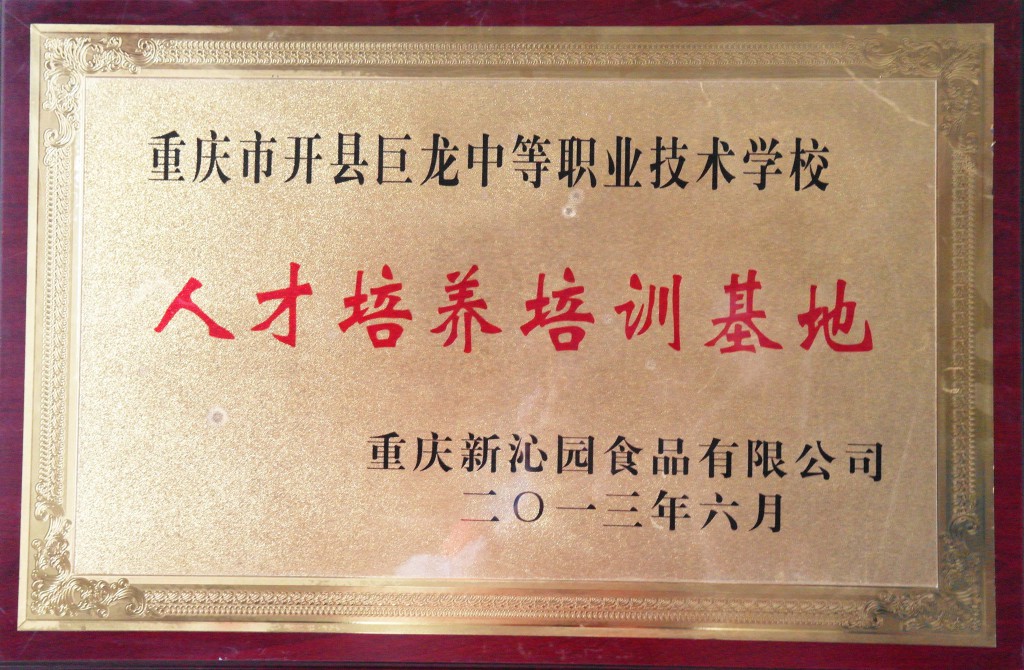 重庆市开县巨龙中等职业技术学校
人才培养培训基地
重庆新沁园食品有限公司
二〇一三年六月